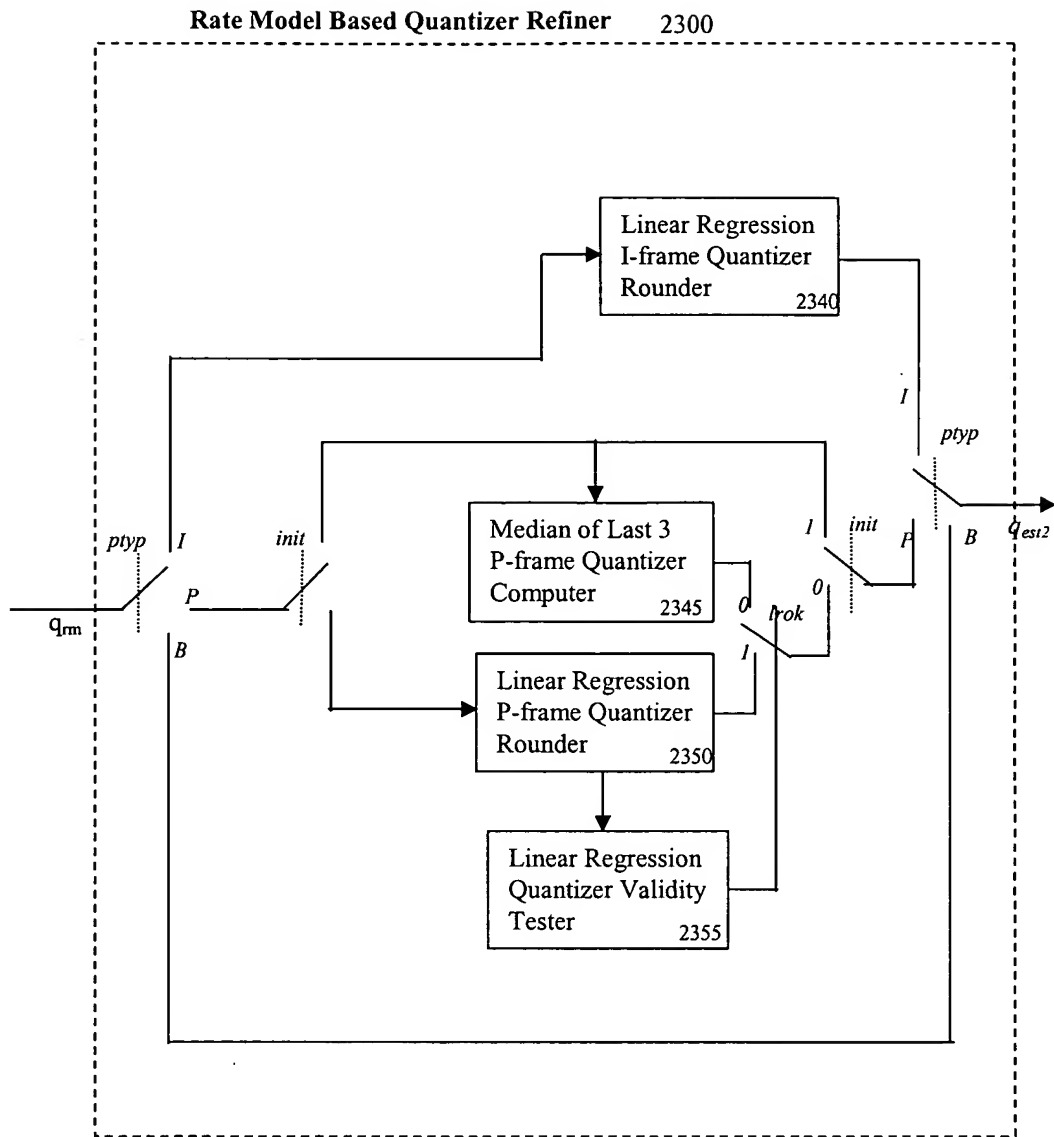 Rate Model Based Quantizer Refiner 2300
Linear Regression
I-frame Quantizer
Rounder
2340
I
ptyp
ptyp
I
init
P
q_rm
B
Median of Last 3
P-frame Quantizer
Computer
2345
1
init
P
B
q_est2
0
0
lrok
1
Linear Regression
P-frame Quantizer
Rounder
2350
Linear Regression
Quantizer Validity
Tester
2355